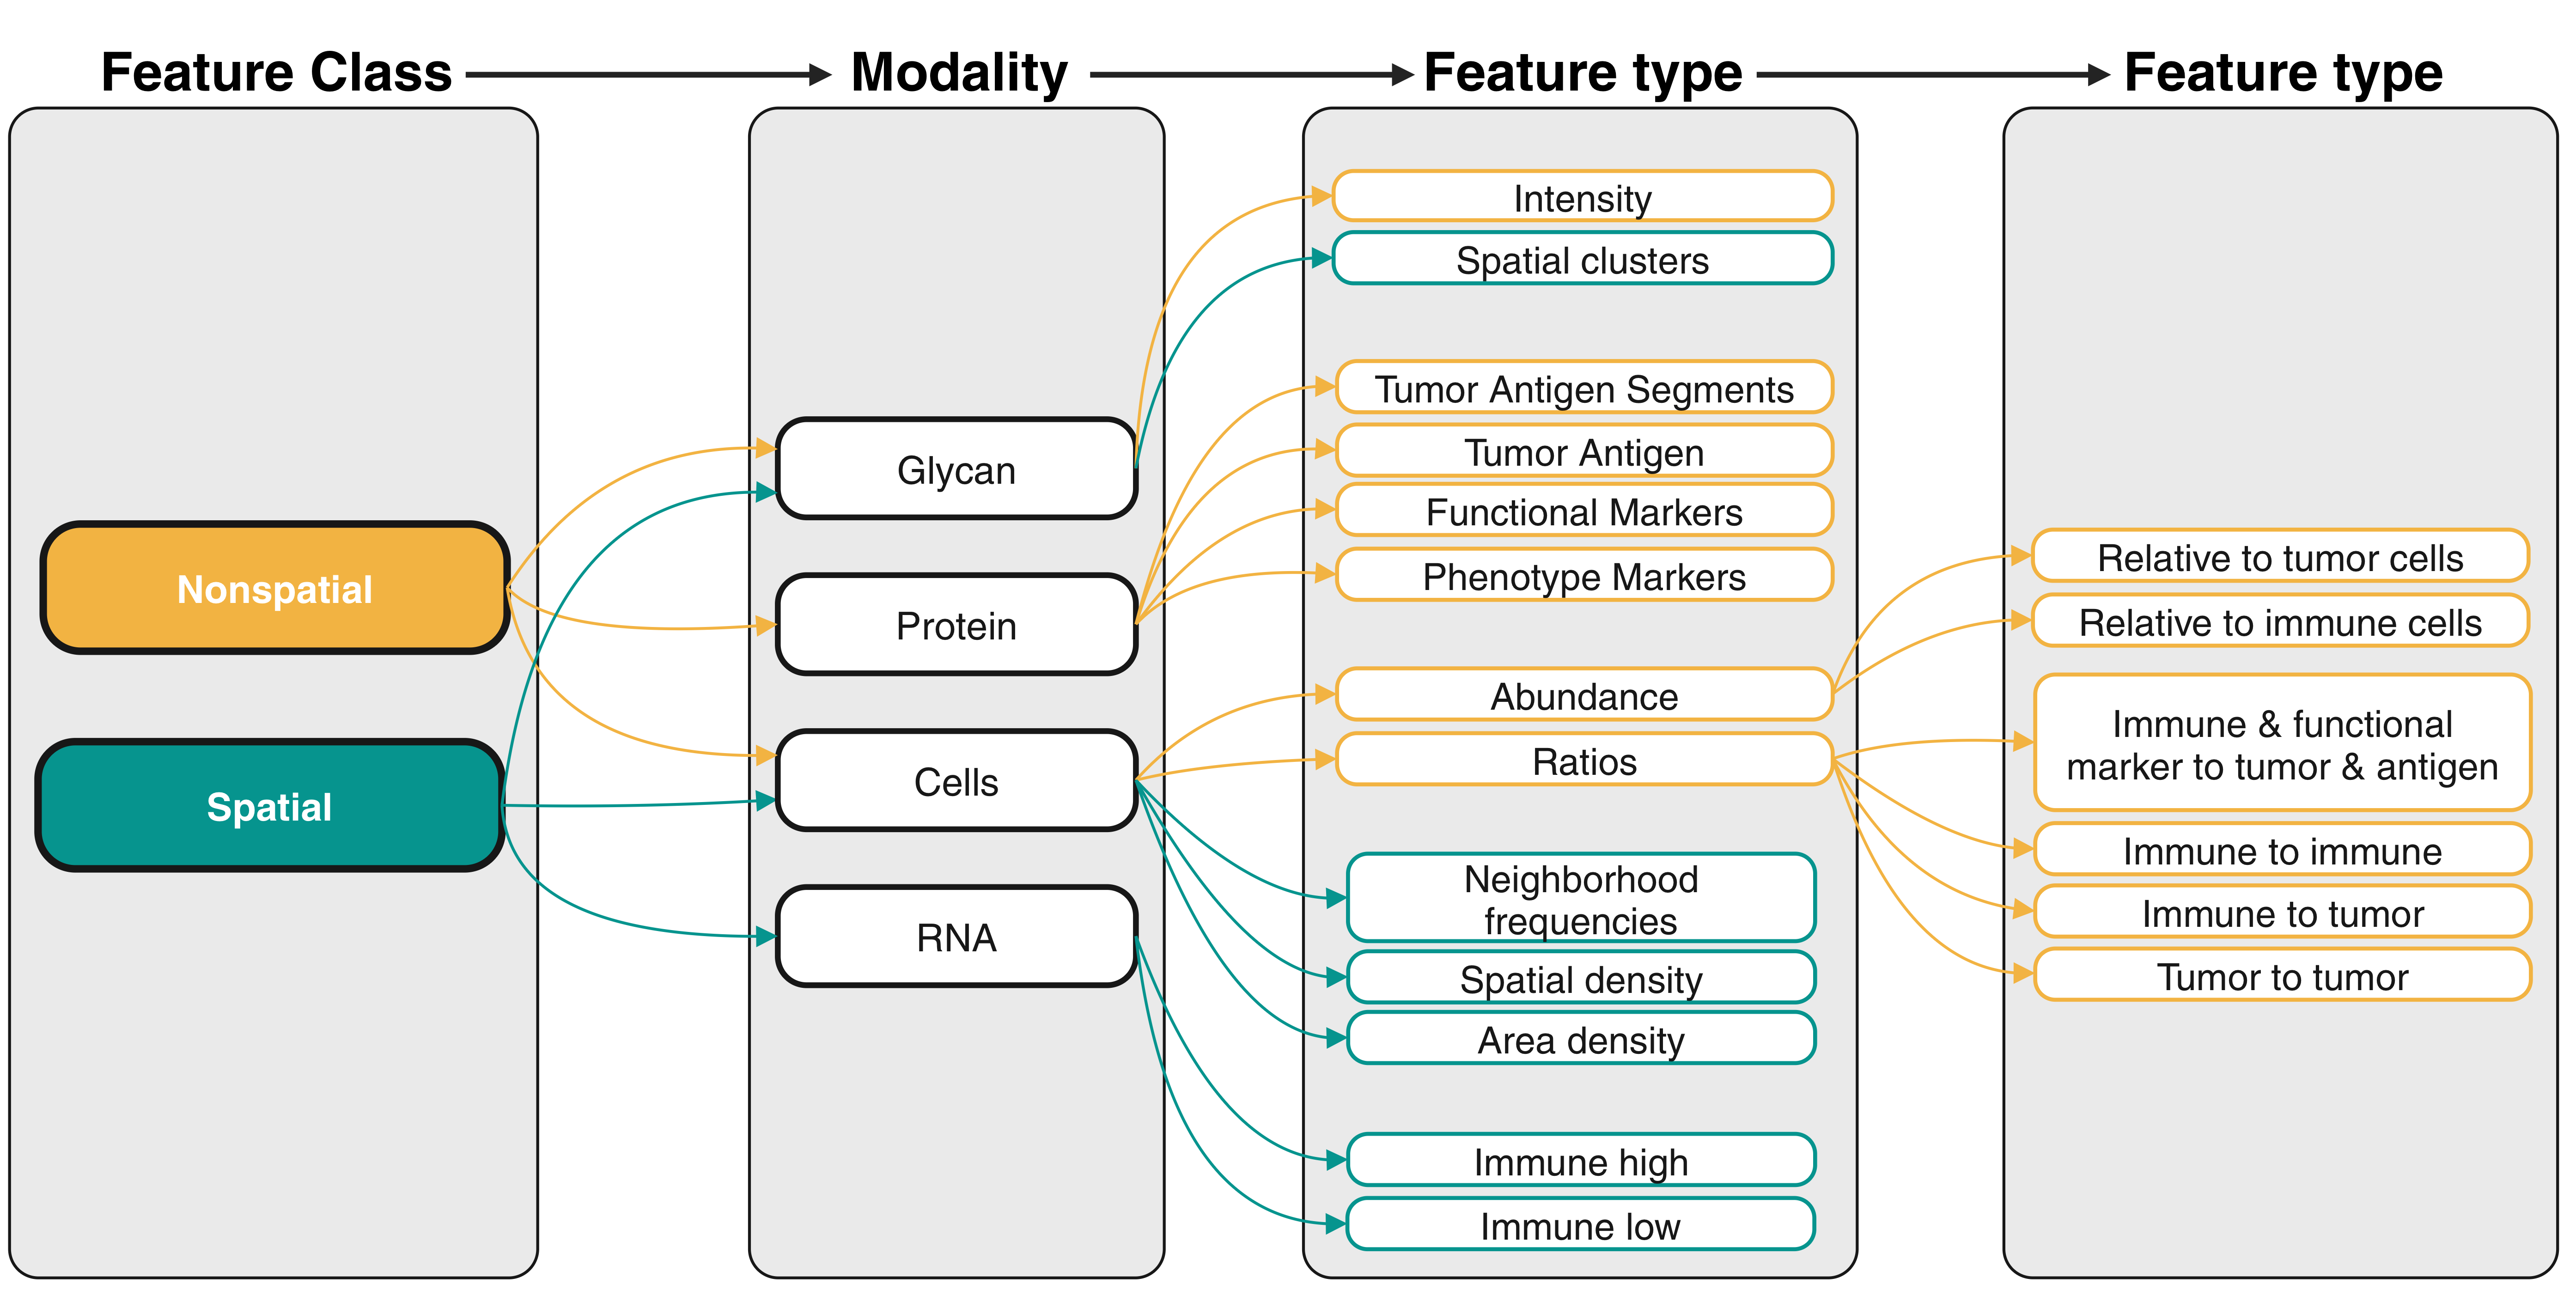 Feature Class
Modality
Feature type
Feature type
Nonspatial
Spatial
Glycan
Protein
Cells
RNA
Intensity
Spatial clusters
Tumor Antigen Segments
Tumor Antigen
Functional Markers
Phenotype Markers
Abundance
Ratios
Neighborhood
frequencies
Spatial density
Area density
Immune high
Immune low
Relative to tumor cells
Relative to immune cells
Immune & functional
marker to tumor & antigen
Immune to immune
Immune to tumor
Tumor to tumor